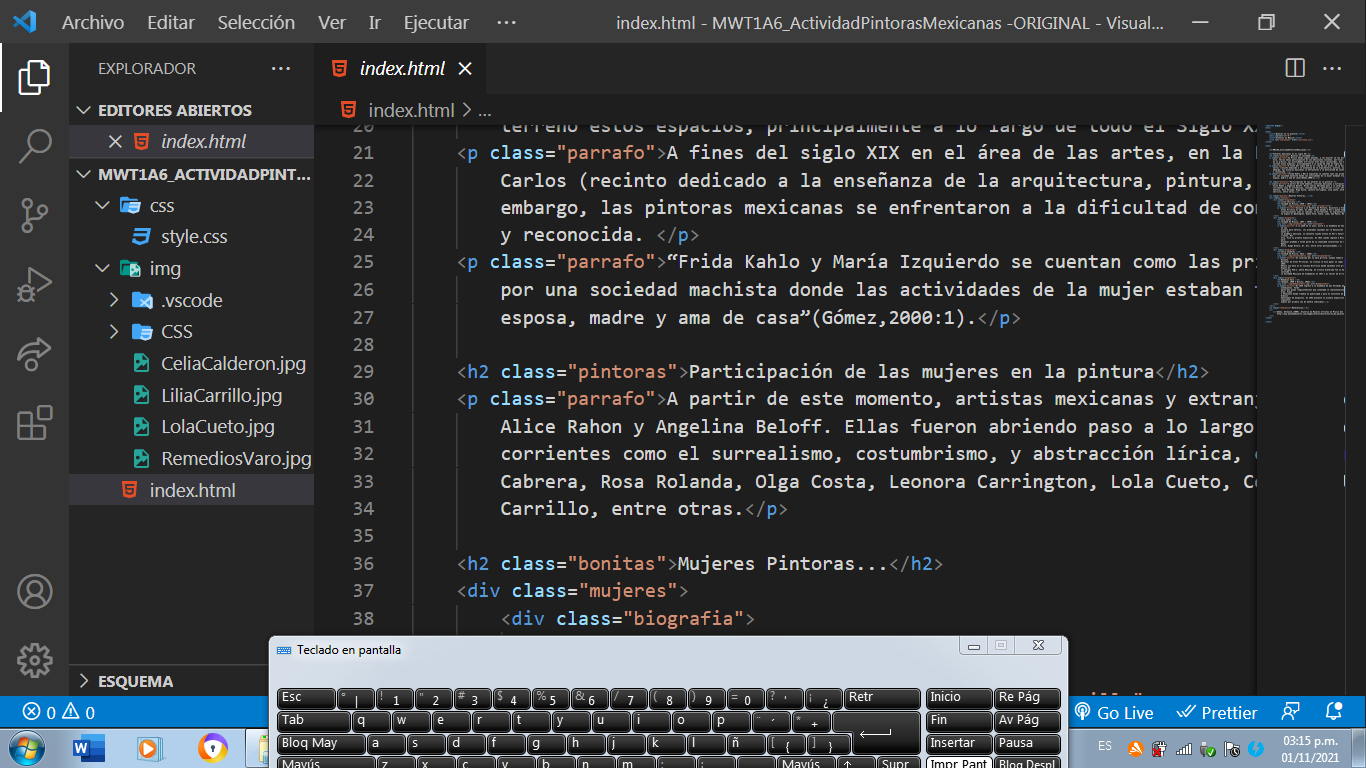 Archivo Editar Selección Ver Ir Ejecutar ··· index.html - MWT1A6_ActividadPintorasMexicanas -ORIGINAL - Visual...
EXPLORADOR ···
EDITORES ABIERTOS
index.html
MWT1A6_ACTIVIDADPINT...
css
style.css
img
.vscode
CSS
CeliaCalderon.jpg
LiliaCarrillo.jpg
LolaCueto.jpg
RemediosVaro.jpg
index.html
ESQUEMA
index.html
index.html > ...
20 terreno estos espacios, principalmente a lo largo de todo el Siglo X
21 <p class="parrafo">A fines del siglo XIX en el área de las artes, en la
22 Carlos (recinto dedicado a la enseñanza de la arquitectura, pintura,
23 embargo, las pintoras mexicanas se enfrentaron a la dificultad de co
24 y reconocida. </p>
25 <p class="parrafo">“Frida Kahlo y María Izquierdo se cuentan como las pr
26 por una sociedad machista donde las actividades de la mujer estaban
27 esposa, madre y ama de casa”(Gómez,2000:1).</p>
28
29 <h2 class="pintoras">Participación de las mujeres en la pintura</h2>
30 <p class="parrafo">A partir de este momento, artistas mexicanas y extran
31 Alice Rahon y Angelina Beloff. Ellas fueron abriendo paso a lo largo
32 corrientes como el surrealismo, costumbrismo, y abstracción lírica,
33 Cabrera, Rosa Rolanda, Olga Costa, Leonora Carrington, Lola Cueto, C
34 Carrillo, entre otras.</p>
35
36 <h2 class="bonitas">Mujeres Pintoras...</h2>
37 <div class="mujeres">
38 <div class="biografia">
Teclado en pantalla
Esc ° | ! 1 " 2 # 3 $ 4 % 5 & 6 / 7 ( 8 ) 9 = 0 ? ' ¡ ¿ Retr Inicio Re Pág
Tab q w e r t y u i o p ¨ ´ * + Fin Av Pág
Bloq May a s d f g h j k l ñ [ { ] } Insertar Pausa
Mayús z x c v b n m ; : _ Mayús ↑ Supr Impr Pant Bloq Despl
0 0
Go Live Prettier
ES 03:15 p.m.
01/11/2021